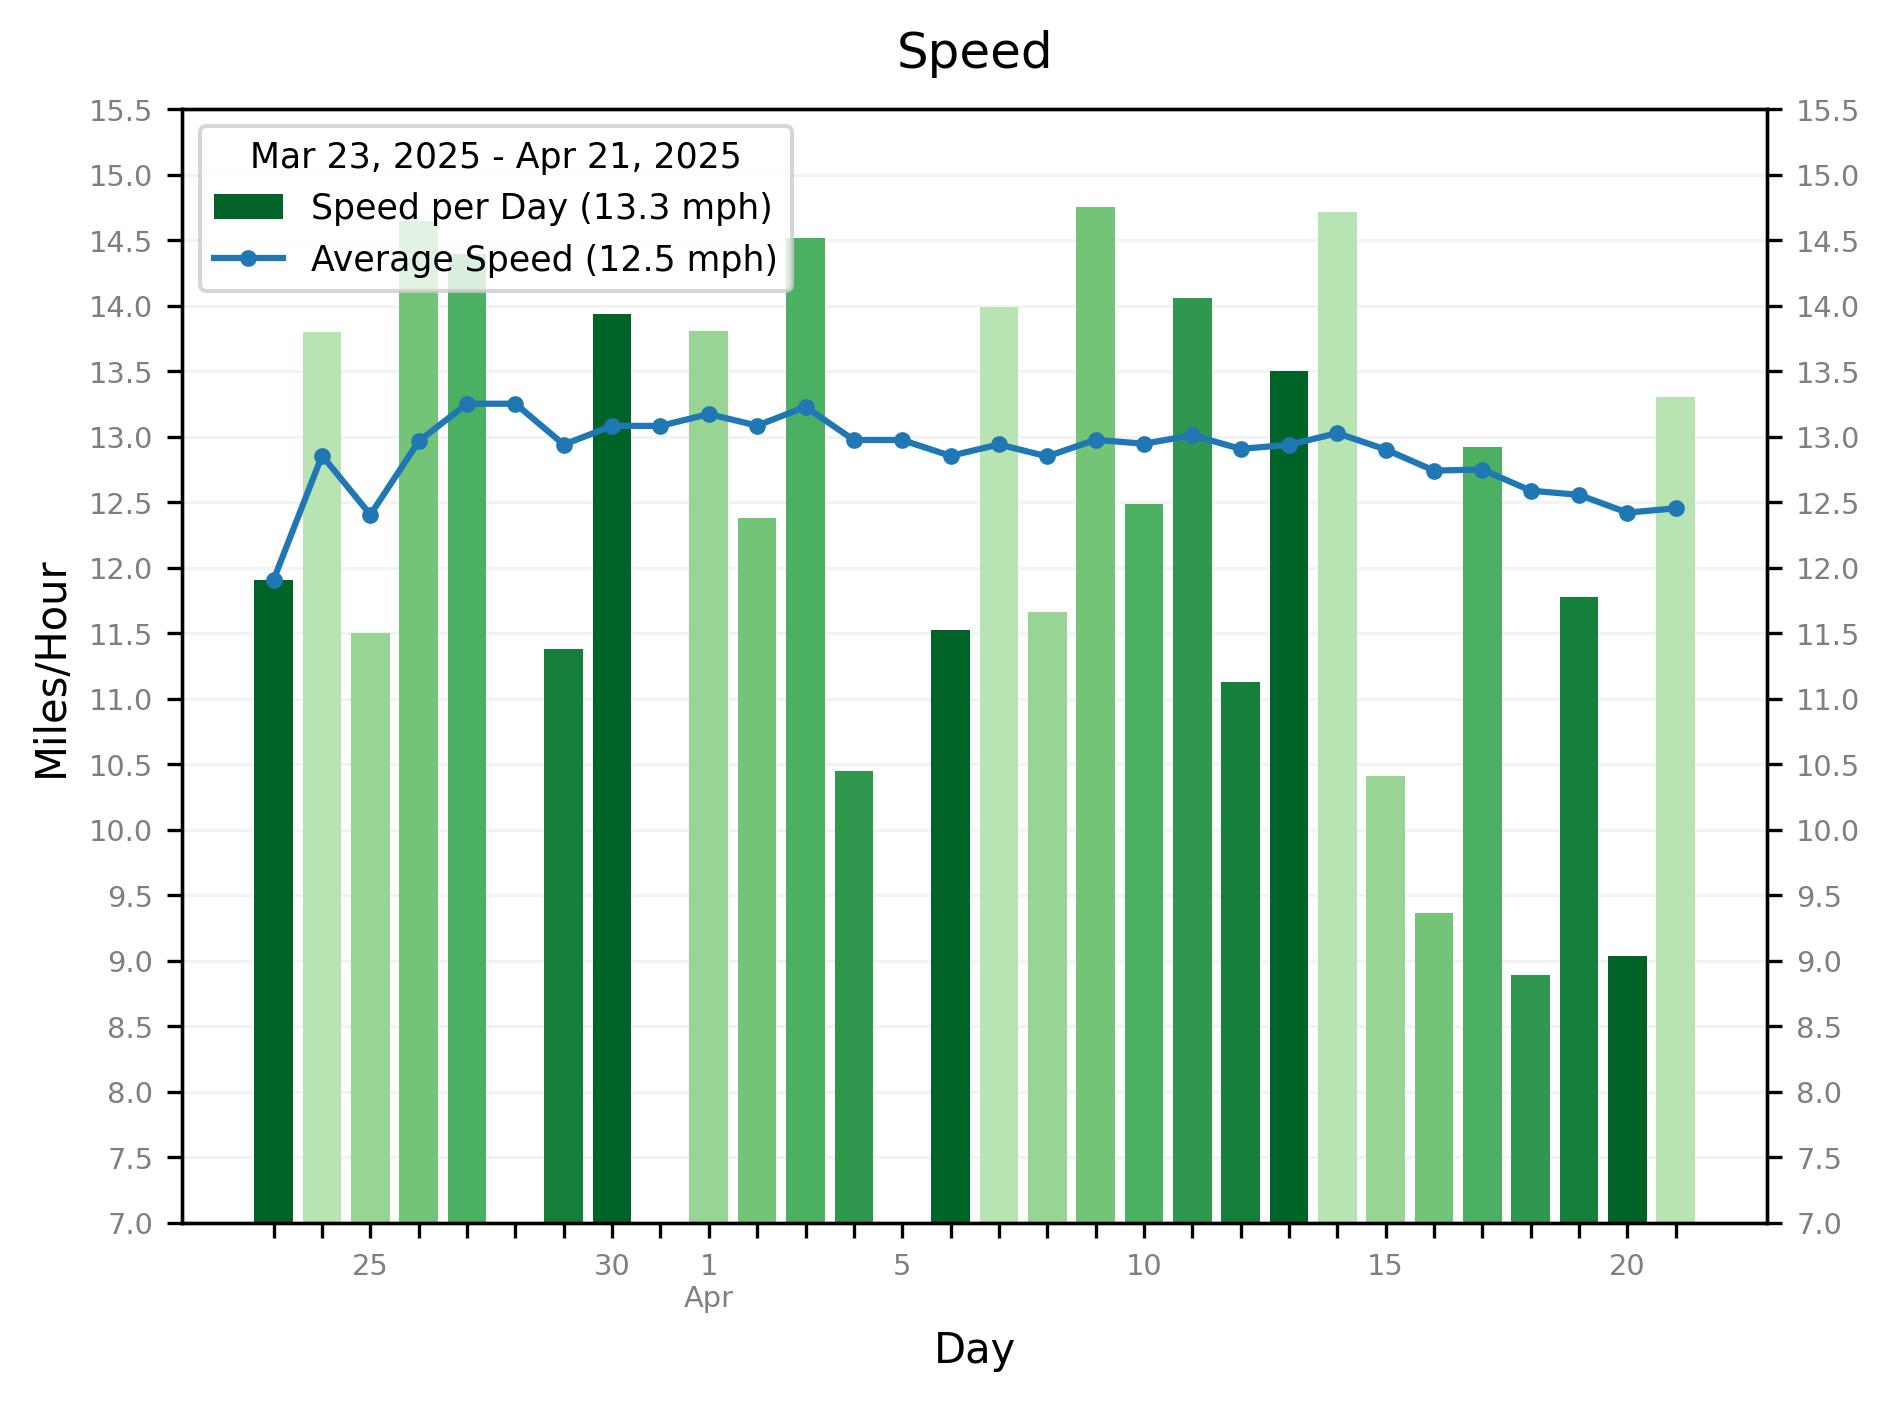 Speed
Mar 23, 2025 - Apr 21, 2025
Speed per Day (13.3 mph)
Average Speed (12.5 mph)
15.5 15.5
15.0 15.0
14.5 14.5
14.0 14.0
13.5 13.5
13.0 13.0
12.5 12.5
12.0 12.0
11.5 11.5
11.0 11.0
10.5 10.5
10.0 10.0
9.5 9.5
9.0 9.0
8.5 8.5
8.0 8.0
7.5 7.5
7.0 7.0
Miles/Hour
25 30 1 5 10 15 20
Apr
Day